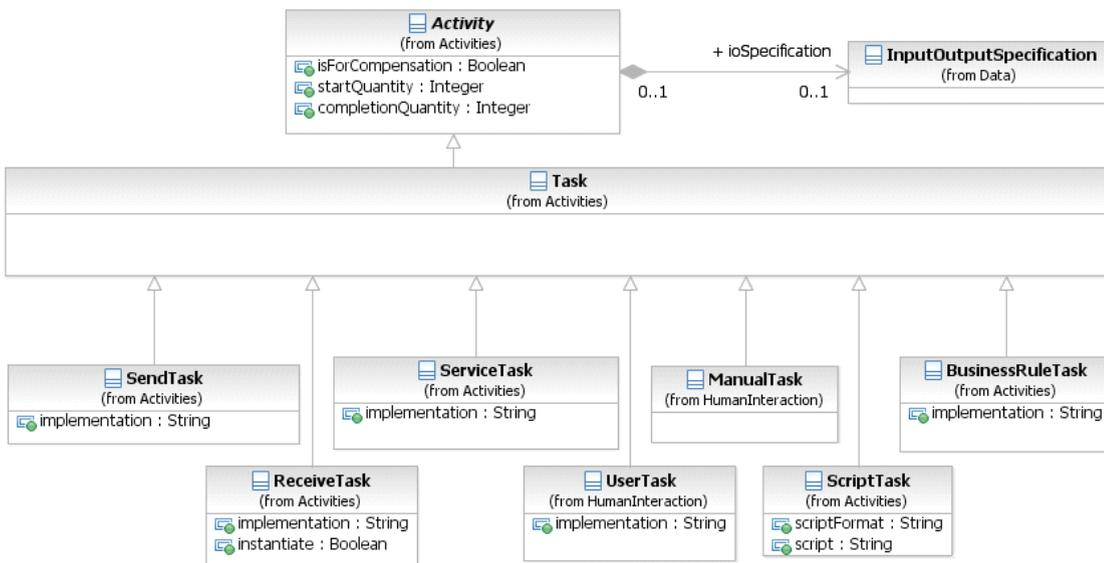 Activity
(from Activities)
isForCompensation : Boolean
startQuantity : Integer
completionQuantity : Integer
+ ioSpecification
0..1
0..1
InputOutputSpecification
(from Data)
Task
(from Activities)
SendTask
(from Activities)
implementation : String
ServiceTask
(from Activities)
implementation : String
ManualTask
(from HumanInteraction)
BusinessRuleTask
(from Activities)
implementation : String
ReceiveTask
(from Activities)
implementation : String
instantiate : Boolean
UserTask
(from HumanInteraction)
implementation : String
ScriptTask
(from Activities)
scriptFormat : String
script : String